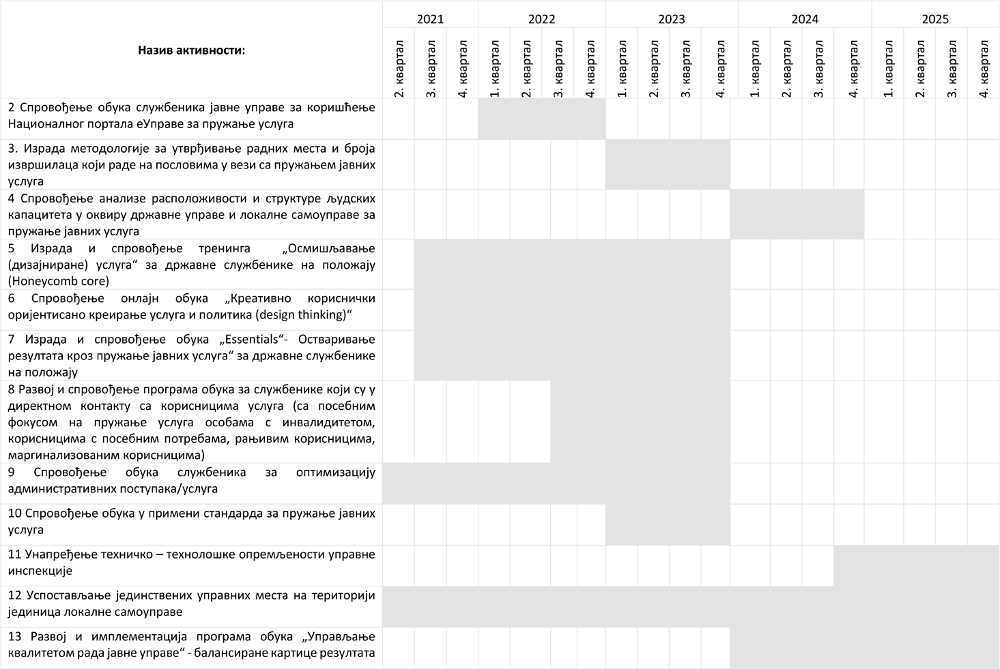 2021 2022 2023 2024 2025
Назив активности:
2. квартал 3. квартал 4. квартал 1. квартал 2. квартал 3. квартал 4. квартал 1. квартал 2. квартал 3. квартал 4. квартал 1. квартал 2. квартал 3. квартал 4. квартал 1. квартал 2. квартал 3. квартал 4. квартал
2 Спровођење обука службеника јавне управе за коришћење
Националног портала еУправе за пружање услуга
3. Израда методологије за утврђивање радних места и броја
извршилаца који раде на пословима у вези са пружањем јавних
услуга
4 Спровођење анализе расположивости и структуре људских
капацитета у оквиру државне управе и локалне самоуправе за
пружање јавних услуга
5 Израда и спровођење тренинга „Осмишљавање
(дизајниране) услуга“ за државне службенике на положају
(Honeycomb core)
6 Спровођење онлајн обука „Креативно кориснички
оријентисано креирање услуга и политика (design thinking)“
7 Израда и спровођење обука „Essentials“- Остваривање
резултата кроз пружање јавних услуга“ за државне службенике
на положају
8 Развој и спровођење програма обука за службенике који су у
директном контакту са корисницима услуга (са посебним
фокусом на пружање услуга особама с инвалидитетом,
корисницима с посебним потребама, рањивим корисницима,
маргинализованим корисницима)
9 Спровођење обука службеника за оптимизацију
административних поступака/услуга
10 Спровођење обука у примени стандарда за пружање јавних
услуга
11 Унапређење техничко – технолошке опремљености управне
инспекције
12 Успостављање јединствених управних места на територији
јединица локалне самоуправе
13 Развој и имплементација програма обука „Управљање
квалитетом рада јавне управе“ - балансиране картице резултата